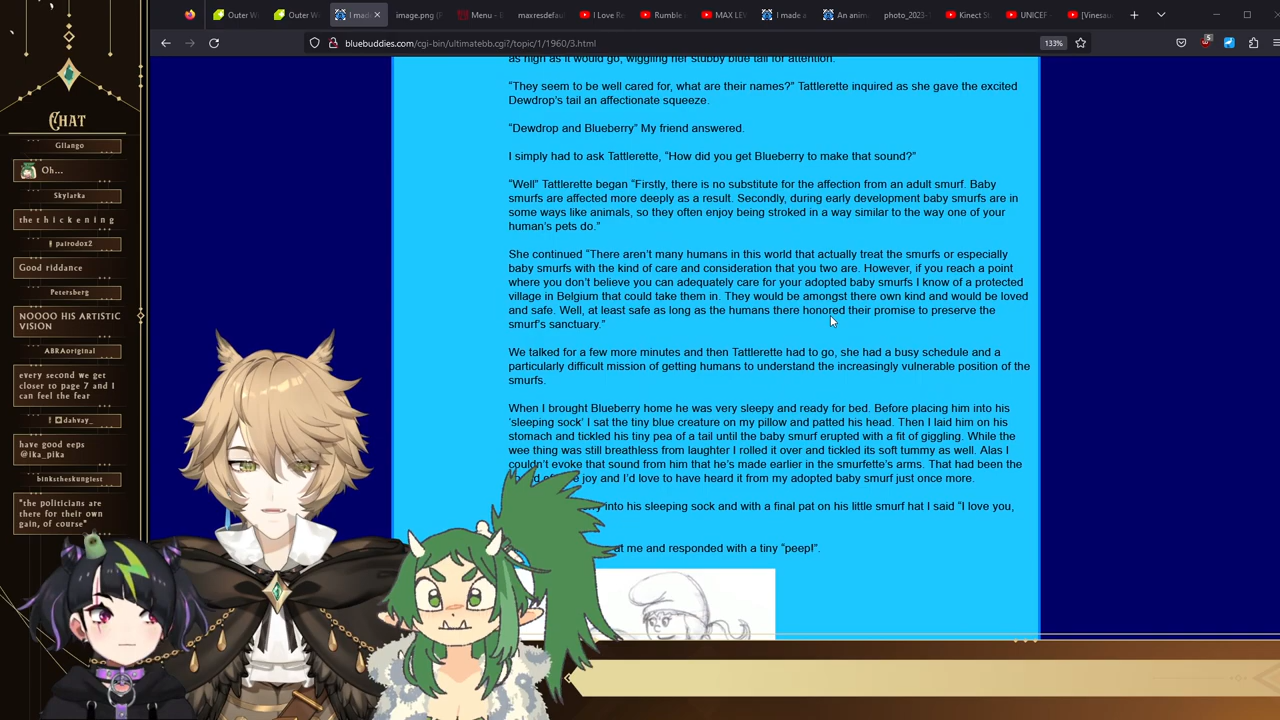 Outer Wi
Outer Wi
I mad
image.png (
Menu - R
maxresdefau
I Love Re
Rumble
MAX LEV
I made a
An anim
photo_2023-1
Kinect St
UNICEF -
[Vinesau
bluebuddies.com/cgi-bin/ultimatebb.cgi?/topic/1/1960/3.html
133%
5
as high as it would go, wiggling her stubby blue tail for attention.
“They seem to be well cared for, what are their names?” Tattlerette inquired as she gave the excited
Dewdrop's tail an affectionate squeeze.
“Dewdrop and Blueberry” My friend answered.
I simply had to ask Tattlerette, “How did you get Blueberry to make that sound?”
“Well” Tattlerette began “Firstly, there is no substitute for the affection from an adult smurf. Baby
smurfs are affected more deeply as a result. Secondly, during early development baby smurfs are in
some ways like animals, so they often enjoy being stroked in a way similar to the way one of your
human’s pets do.”
She continued “There aren’t many humans in this world that actually treat the smurfs or especially
baby smurfs with the kind of care and consideration that you two are. However, if you reach a point
where you don’t believe you can adequately care for your adopted baby smurfs I know of a protected
village in Belgium that could take them in. They would be amongst there own kind and would be loved
and safe. Well, at least safe as long as the humans there honored their promise to preserve the
smurf’s sanctuary.”
We talked for a few more minutes and then Tattlerette had to go, she had a busy schedule and a
particularly difficult mission of getting humans to understand the increasingly vulnerable position of the
smurfs.
When I brought Blueberry home he was very sleepy and ready for bed. Before placing him into his
‘sleeping sock’ I sat the tiny blue creature on my pillow and patted his head. Then I laid him on his
stomach and tickled his tiny pea of a tail until the baby smurf erupted with a fit of giggling. While the
wee thing was still breathless from laughter I rolled it over and tickled its soft tummy as well. Alas I
couldn’t evoke that sound from him that he’s made earlier in the smurfette’s arms. That had been the
joy and I’d love to have heard it from my adopted baby smurf just once more.
into his sleeping sock and with a final pat on his little smurf hat I said “I love you,
at me and responded with a tiny “peep!”.
Chat
Gilango
Oh...
Skylarka
the t h i c k e n i n g
pairodox2
Good riddance
Petersberg
NOOOO HIS ARTISTIC
VISION
ABRAoriginal
every second we get
closer to page 7 and I
can feel the fear
dahvay_
have good eeps
@ika_pika
binkstheskungiest
"the politicians are
there for their own
gain, of course"